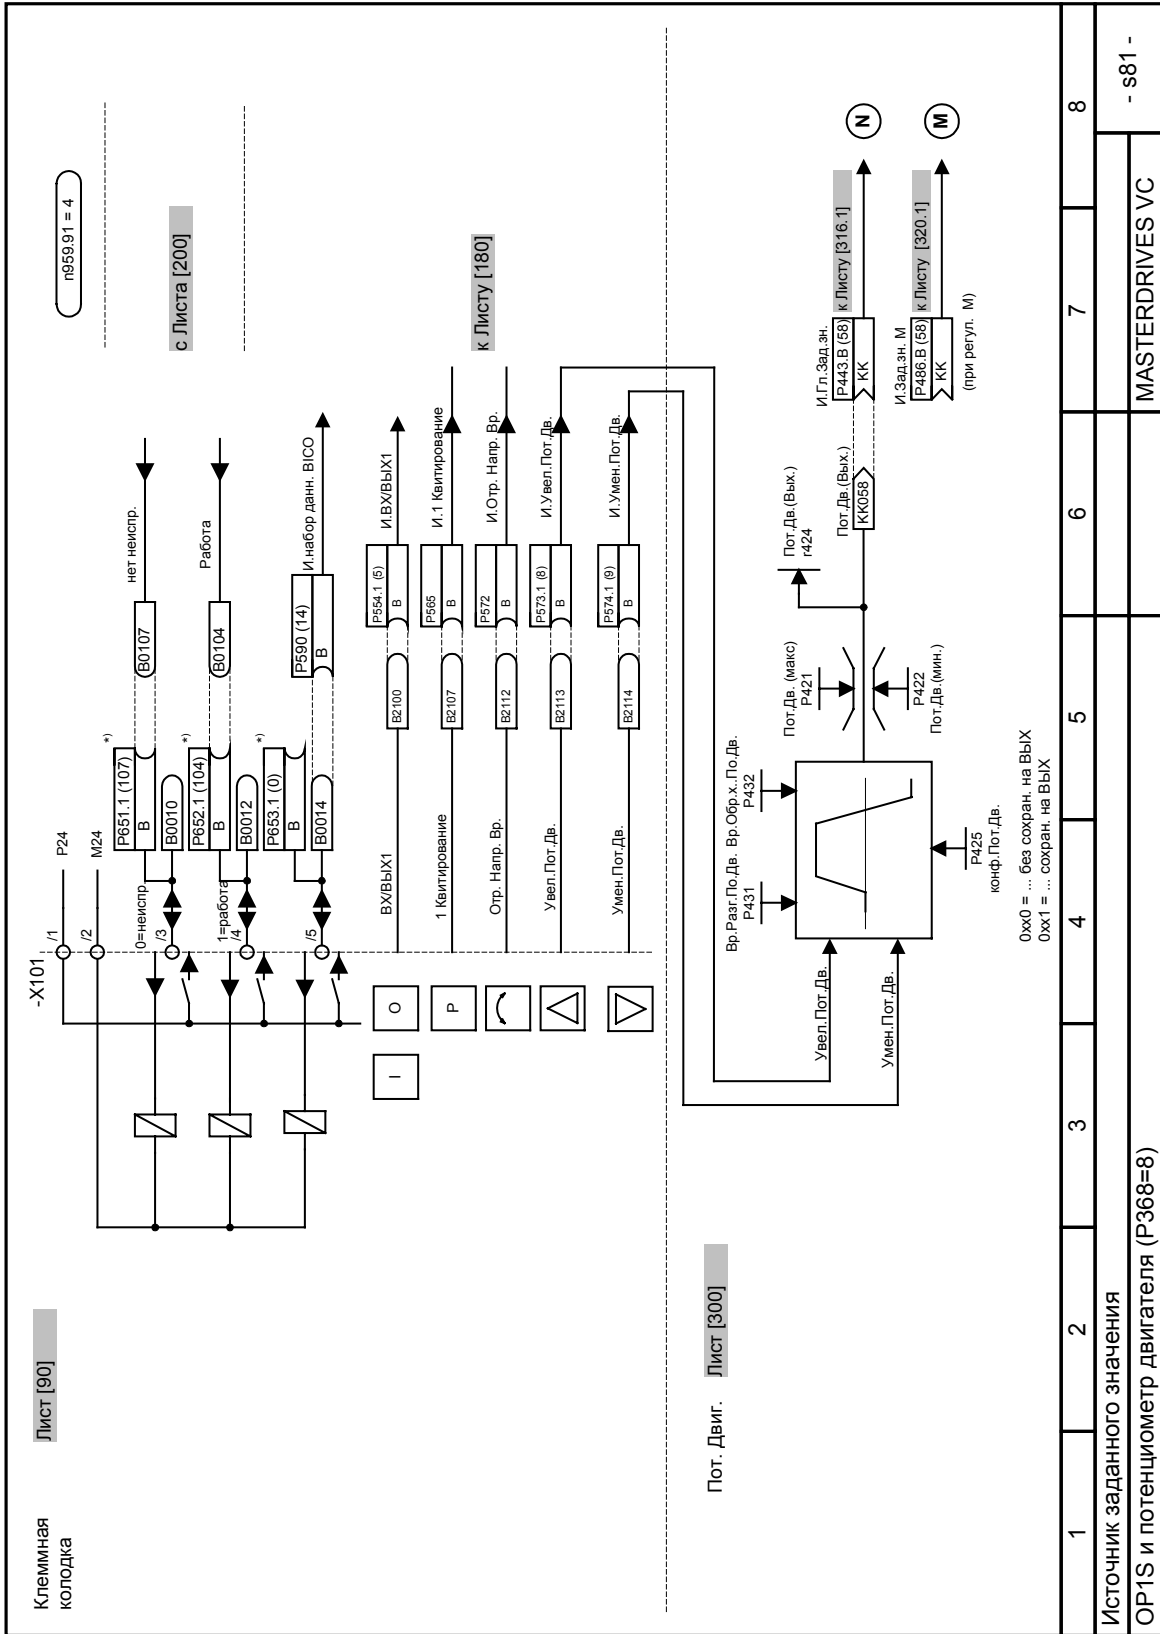 Клеммная
колодка
Лист [90]
n959.91 = 4
-X101
/1
P24
/2
M24
0=неиспр.
/3
P651.1 (107)
B
*)
B0010
B0107
нет неиспр.
с Листа [200]
1=работа
/4
P652.1 (104)
B
*)
B0012
B0104
Работа
/5
P653.1 (0)
B
*)
B0014
P590 (14)
B
И.набор данн. BICO
I
O
ВХ/ВЫХ1
B2100
P554.1 (5)
B
И.ВХ/ВЫХ1
P
1 Квитирование
B2107
P565
B
И.1 Квитирование
к Листу [180]
Отр. Напр. Вр.
B2112
P572
B
И.Отр. Напр. Вр.
Увел.Пот.Дв.
B2113
P573.1 (8)
B
И.Увел.Пот.Дв.
Умен.Пот.Дв.
B2114
P574.1 (9)
B
И.Умен.Пот.Дв.
Пот. Двиг.
Лист [300]
Вр.Разг.По.Дв.
P431
Вр.Обр.х..По.Дв.
P432
Увел.Пот.Дв.
Умен.Пот.Дв.
P425
конф.Пот.Дв.
0xx0 = ... без сохран. на ВЫХ
0xx1 = ... сохран. на ВЫХ
Пот.Дв. (макс)
P421
P422
Пот.Дв.(мин.)
Пот.Дв.(Вых.)
r424
Пот.Дв.(Вых.)
KK058
И.Гл.Зад.зн.
P443.B (58)
KK
к Листу [316.1]
N
И.Зад.зн. М
P486.B (58)
KK
к Листу [320.1]
M
(при регул. М)
1
2
3
4
5
6
7
8
Источник заданного значения
OP1S и потенциометр двигателя (P368=8)
MASTERDRIVES VC
- s81 -